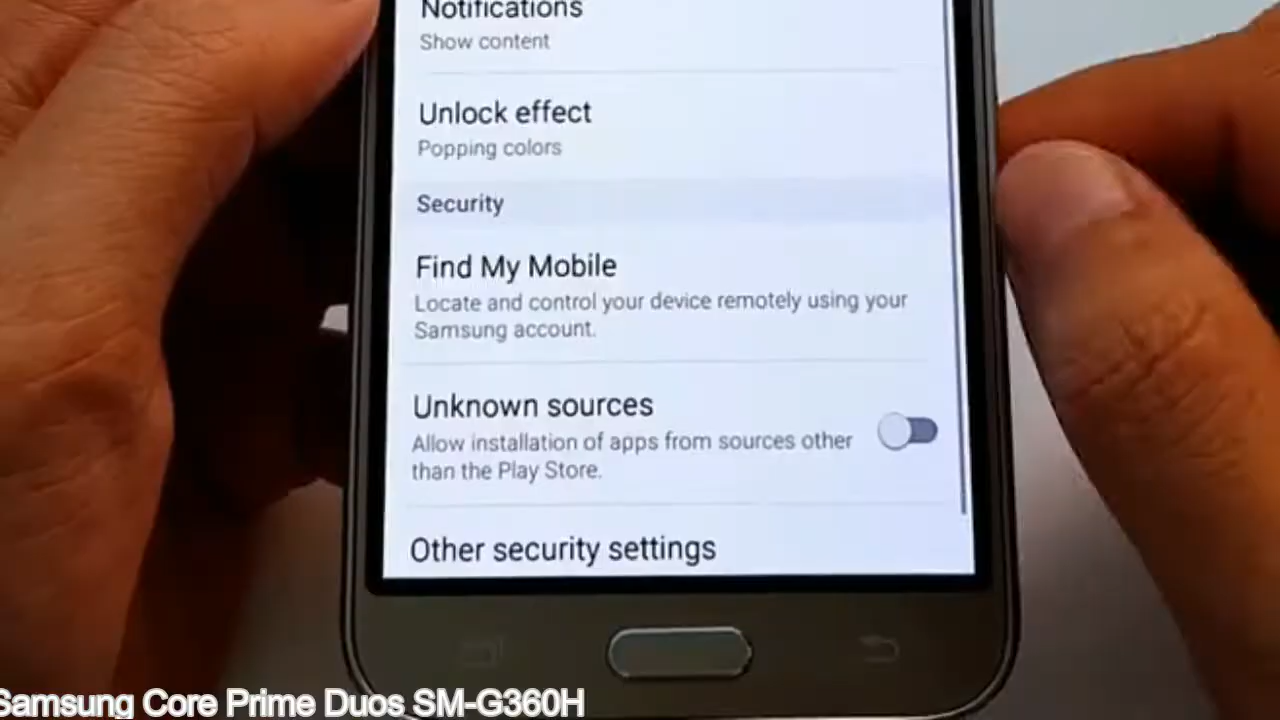 Notifications
Show content
Unlock effect
Popping colors
Security
Find My Mobile
Locate and control your device remotely using your
Samsung account.
Unknown sources
Allow installation of apps from sources other
than the Play Store.
Other security settings
Samsung Core Prime Duos SM-G360H